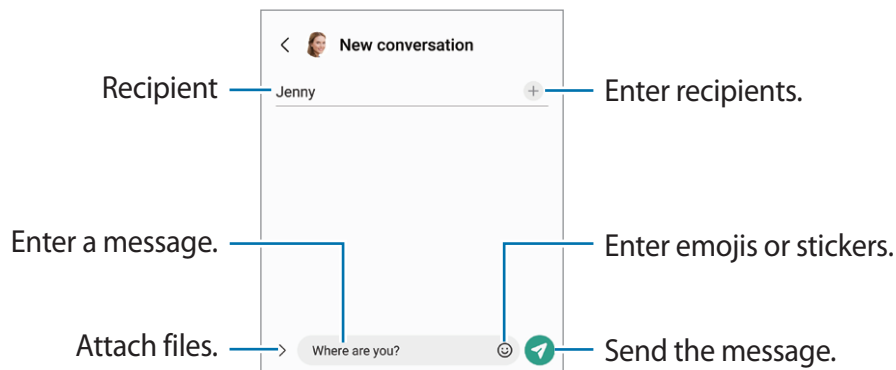 New conversation
Recipient
Jenny
Enter recipients.
Enter a message.
Enter emojis or stickers.
Attach files.
Where are you?
Send the message.